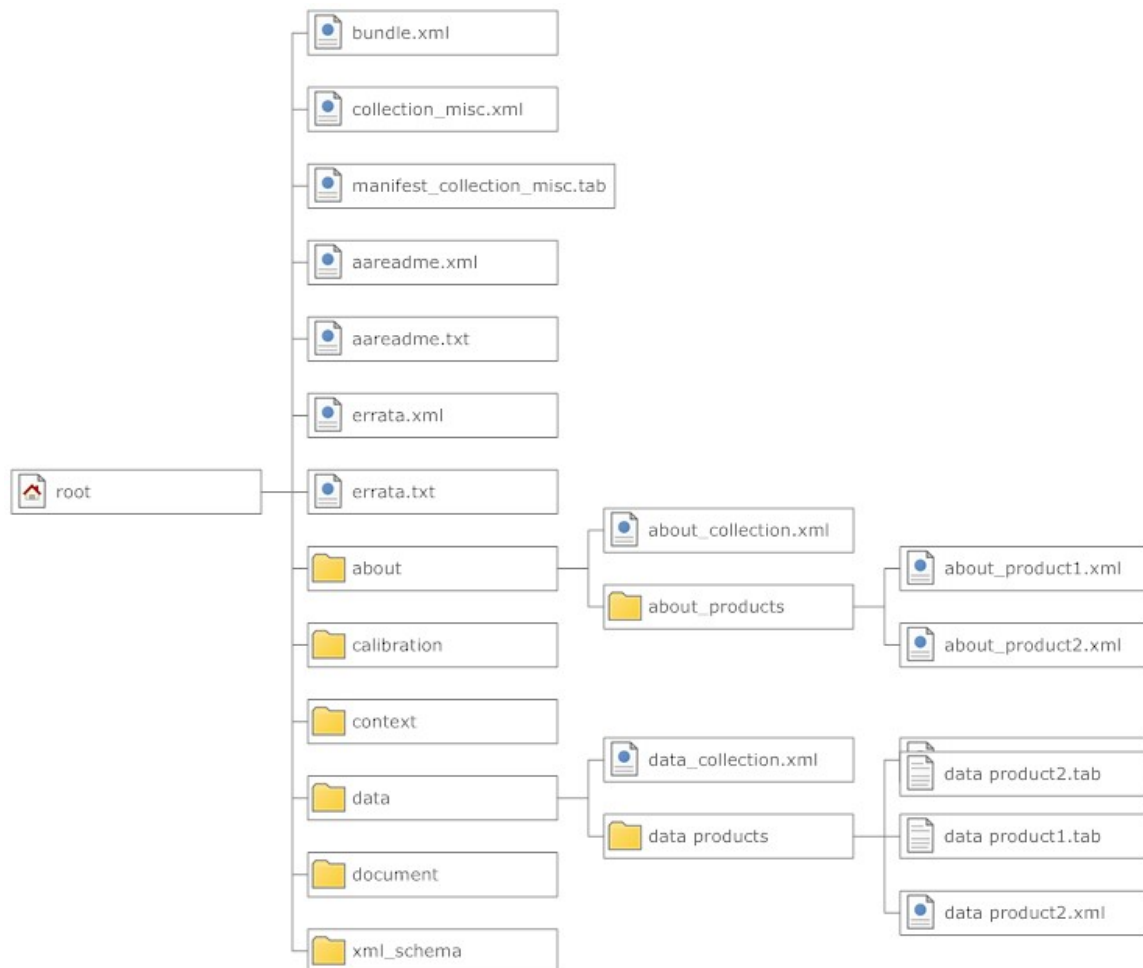 bundle.xml
collection_misc.xml
manifest_collection_misc.tab
aareadme.xml
aareadme.txt
errata.xml
root
errata.txt
about
about_collection.xml
about_products
about_product1.xml
about_product2.xml
calibration
context
data
data_collection.xml
data products
data product2.tab
data product1.tab
data product2.xml
document
xml_schema